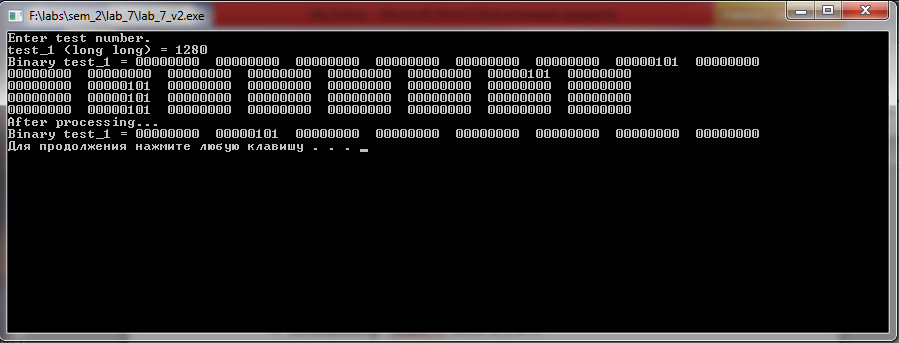 F:\labs\sem_2\lab_7\lab_7_v2.exe
Enter test number.
test_1 (long long) = 1280
Binary test_1 = 00000000 00000000 00000000 00000000 00000000 00000000 00000101 00000000
00000000 00000000 00000000 00000000 00000000 00000000 00000101 00000000
00000000 00000101 00000000 00000000 00000000 00000000 00000000 00000000
00000000 00000101 00000000 00000000 00000000 00000000 00000000 00000000
00000000 00000101 00000000 00000000 00000000 00000000 00000000 00000000
After processing...
Binary test_1 = 00000000 00000101 00000000 00000000 00000000 00000000 00000000 00000000
Для продолжения нажмите любую клавишу . . . _